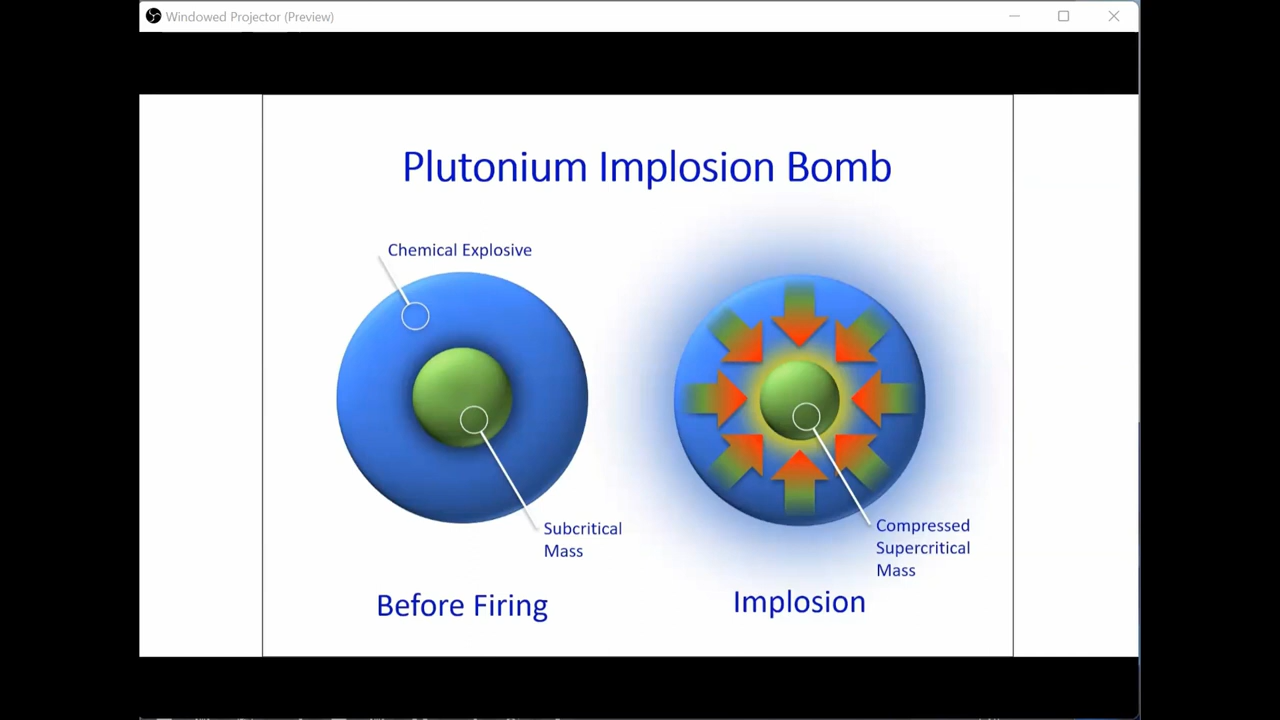 Windowed Projector (Preview)
Plutonium Implosion Bomb
Chemical Explosive
Subcritical
Mass
Compressed
Supercritical
Mass
Before Firing
Implosion